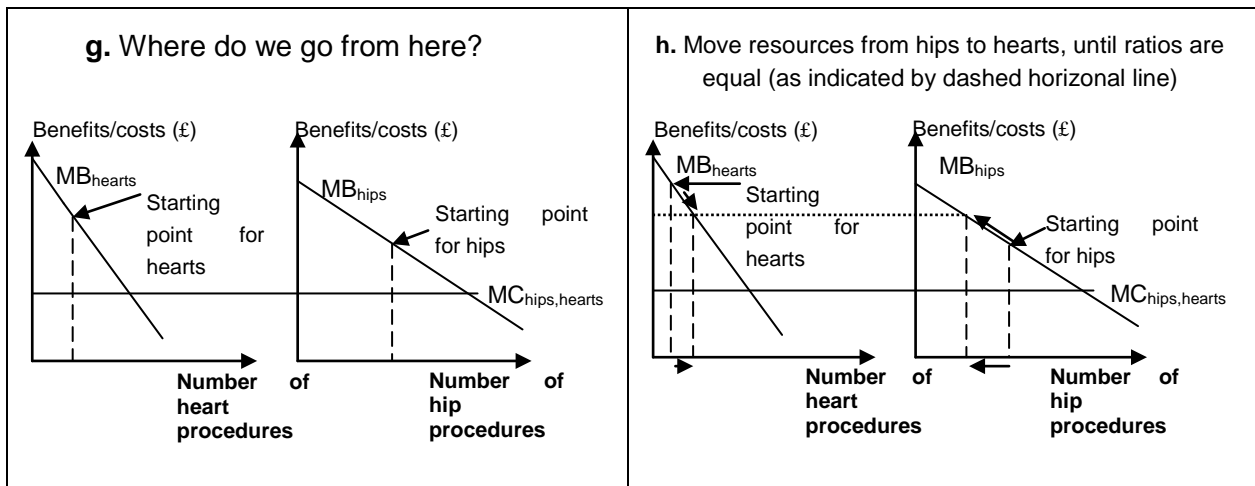 g. Where do we go from here?
Benefits/costs (£)
Benefits/costs (£)
MBhearts
MBhips
Starting
point for
hearts
Starting point
for hips
MChips,hearts
Number of
heart
procedures
Number of
hip
procedures
h. Move resources from hips to hearts, until ratios are
equal (as indicated by dashed horizonal line)
Benefits/costs (£)
Benefits/costs (£)
MBhearts
MBhips
Starting
point for
hearts
Starting point
for hips
MChips,hearts
Number of
heart
procedures
Number of
hip
procedures